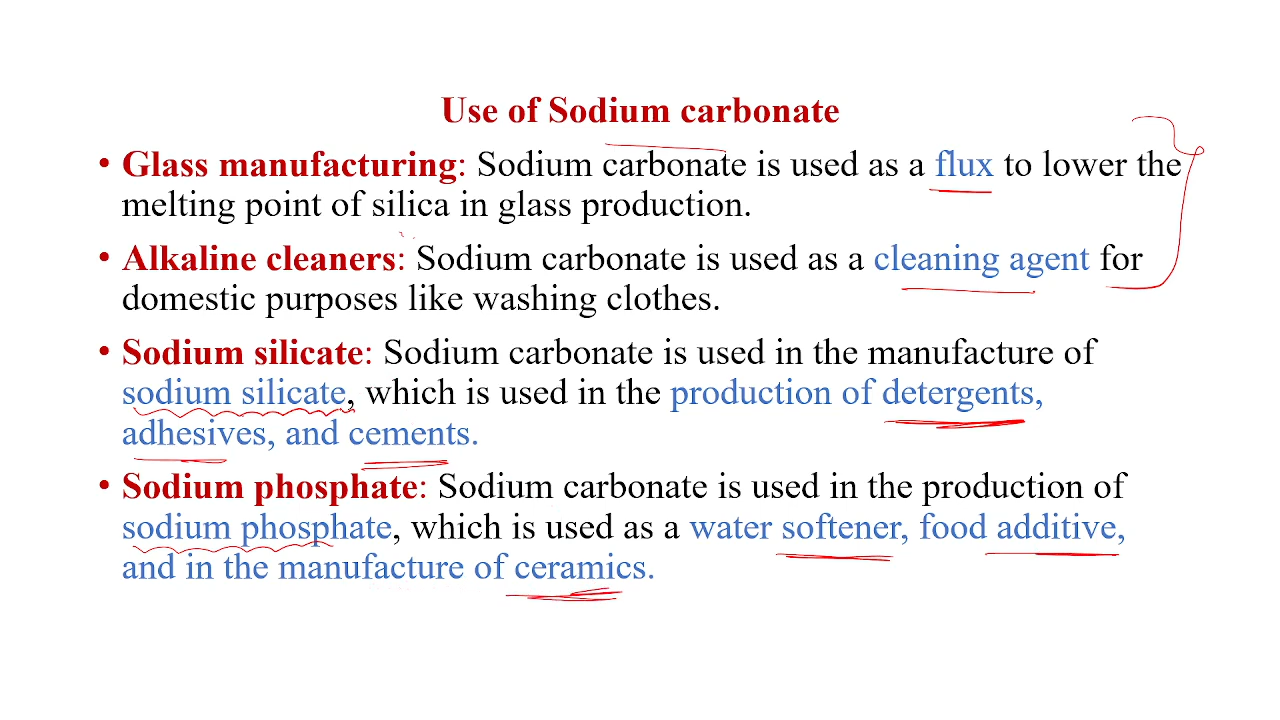 Use of Sodium carbonate
• Glass manufacturing: Sodium carbonate is used as a flux to lower the
melting point of silica in glass production.
• Alkaline cleaners: Sodium carbonate is used as a cleaning agent for
domestic purposes like washing clothes.
• Sodium silicate: Sodium carbonate is used in the manufacture of
sodium silicate, which is used in the production of detergents,
adhesives, and cements.
• Sodium phosphate: Sodium carbonate is used in the production of
sodium phosphate, which is used as a water softener, food additive,
and in the manufacture of ceramics.